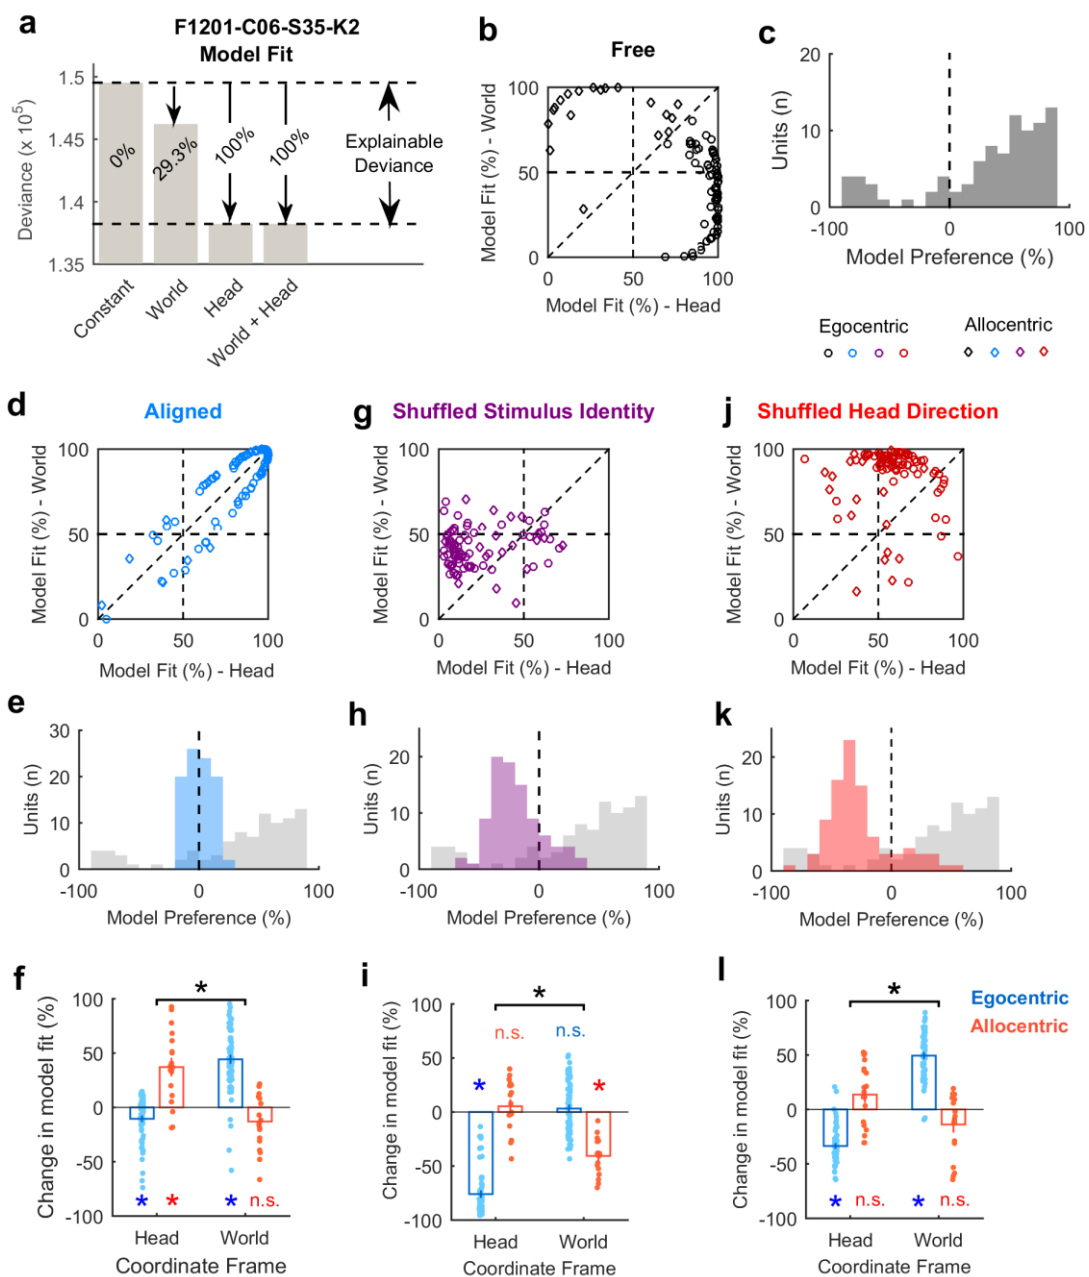 a
F1201-C06-S35-K2
Model Fit
Deviance (x 10⁵)
1.5
1.45
1.4
1.35
0%
29.3%
100%
100%
Explainable
Deviance
Constant
World
Head
World + Head
b
Free
Model Fit (%) - World
100
50
0
0
50
100
Model Fit (%) - Head
c
Units (n)
20
10
0
-100
0
100
Model Preference (%)
Egocentric
Allocentric
d
Aligned
Model Fit (%) - World
100
50
0
0
50
100
Model Fit (%) - Head
g
Shuffled Stimulus Identity
Model Fit (%) - World
100
50
0
0
50
100
Model Fit (%) - Head
j
Shuffled Head Direction
Model Fit (%) - World
100
50
0
0
50
100
Model Fit (%) - Head
e
Units (n)
30
20
10
0
-100
0
100
Model Preference (%)
h
Units (n)
20
10
0
-100
0
100
Model Preference (%)
k
Units (n)
20
10
0
-100
0
100
Model Preference (%)
f
Change in model fit (%)
100
50
0
-50
-100
*
* * * n.s.
Head
World
Coordinate Frame
i
Change in model fit (%)
100
50
0
-50
-100
*
n.s. n.s.
* *
Head
World
Coordinate Frame
l
Change in model fit (%)
100
50
0
-50
-100
*
* n.s. * n.s.
Head
World
Coordinate Frame
Egocentric
Allocentric